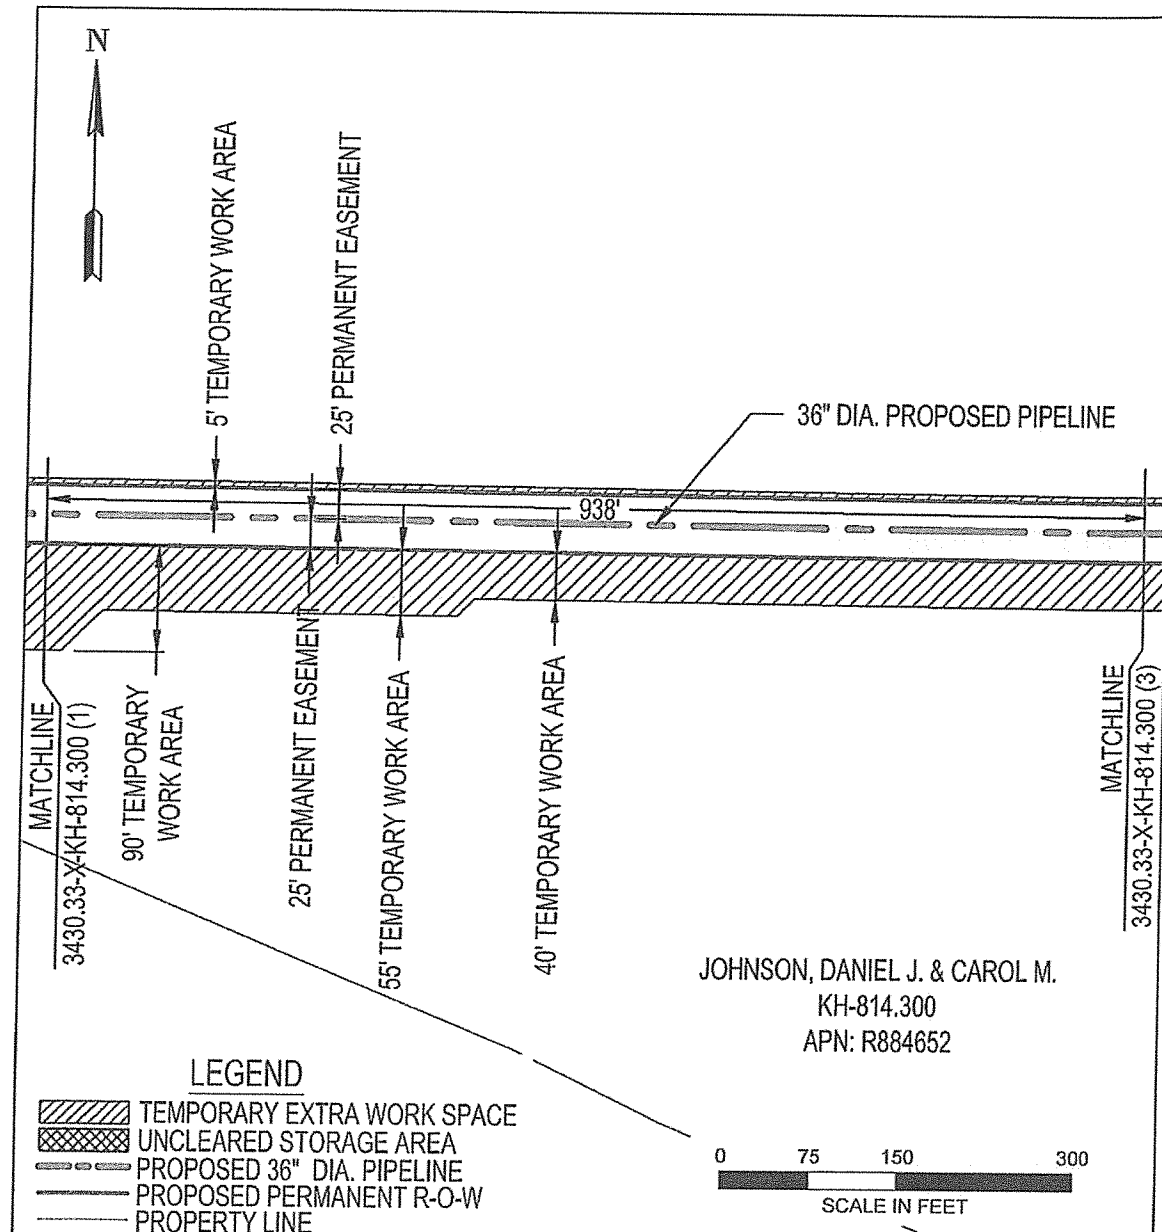 N
5' TEMPORARY WORK AREA
25' PERMANENT EASEMENT
36" DIA. PROPOSED PIPELINE
938'
MATCHLINE
3430.33-X-KH-814.300 (1)
90' TEMPORARY
WORK AREA
25' PERMANENT EASEMENT
55' TEMPORARY WORK AREA
40' TEMPORARY WORK AREA
MATCHLINE
3430.33-X-KH-814.300 (3)
JOHNSON, DANIEL J. & CAROL M.
KH-814.300
APN: R884652
LEGEND
TEMPORARY EXTRA WORK SPACE
UNCLEARED STORAGE AREA
PROPOSED 36" DIA. PIPELINE
PROPOSED PERMANENT R-O-W
PROPERTY LINE
0 75 150 300
SCALE IN FEET